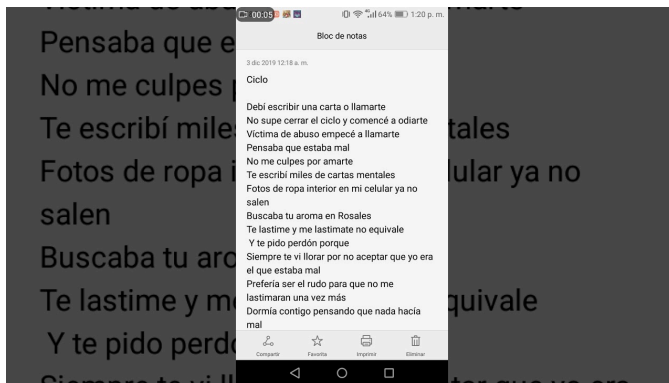 00:05 64% 1:20 p. m.
Bloc de notas
3 dic 2019 12:18 a. m.
Ciclo
Debí escribir una carta o llamarte
No supe cerrar el ciclo y comencé a odiarte
Víctima de abuso empecé a llamarte
Pensaba que estaba mal
No me culpes por amarte
Te escribí miles de cartas mentales
Fotos de ropa interior en mi celular ya no
salen
Buscaba tu aroma en Rosales
Te lastime y me lastimate no equivale
Y te pido perdón porque
Siempre te vi llorar por no aceptar que yo era
el que estaba mal
Prefería ser el rudo para que no me
lastimaran una vez más
Dormía contigo pensando que nada hacía
mal
Compartir Favorita Imprimir Eliminar
Pensaba que e
No me culpes
Te escribí miles tales
Fotos de ropa i lular ya no
salen
Buscaba tu aro
Te lastime y me quivale
Y te pido perdo